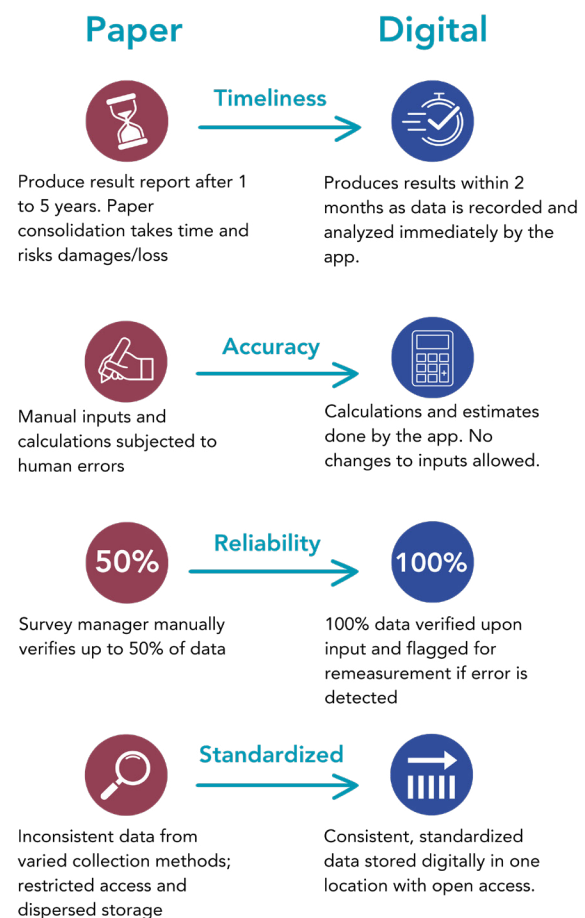 Paper
Digital
Timeliness
Produce result report after 1
to 5 years. Paper
consolidation takes time and
risks damages/loss
Produces results within 2
months as data is recorded and
analyzed immediately by the
app.
Accuracy
Manual inputs and
calculations subjected to
human errors
Calculations and estimates
done by the app. No
changes to inputs allowed.
50%
Reliability
100%
Survey manager manually
verifies up to 50% of data
100% data verified upon
input and flagged for
remeasurement if error is
detected
Standardized
Inconsistent data from
varied collection methods;
restricted access and
dispersed storage
Consistent, standardized
data stored digitally in one
location with open access.